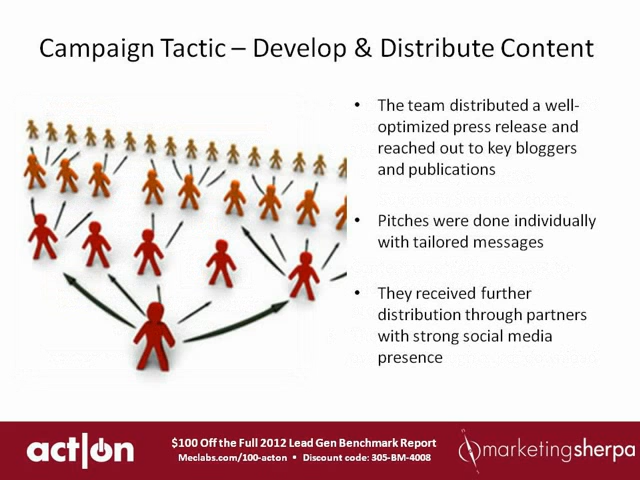 Campaign Tactic – Develop & Distribute Content
• The team distributed a well-
optimized press release and
reached out to key bloggers
and publications
• Pitches were done individually
with tailored messages
• They received further
distribution through partners
with strong social media
presence
act|on
$100 Off the Full 2012 Lead Gen Benchmark Report
Meclabs.com/100-acton ▪ Discount code: 305-BM-4008
marketingsherpa